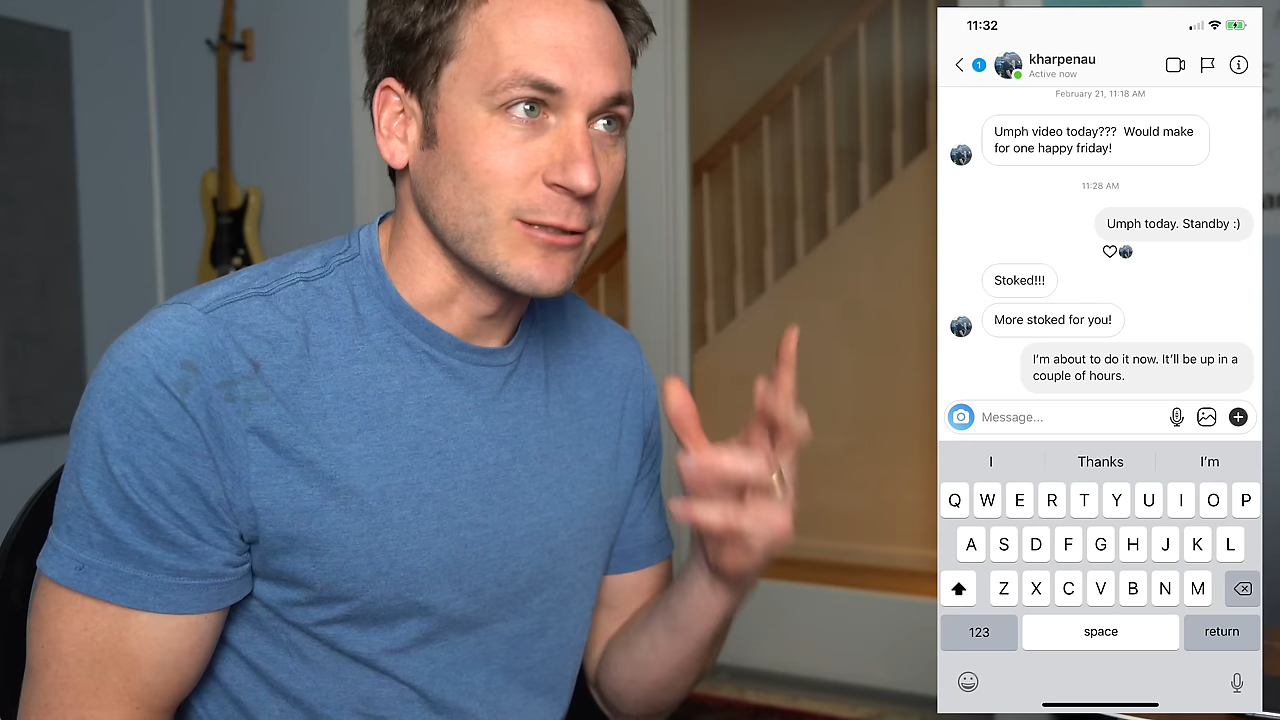 11:32
1
kharpenau
Active now
February 21, 11:18 AM
Umph video today??? Would make
for one happy friday!
11:28 AM
Umph today. Standby :)
Stoked!!!
More stoked for you!
I'm about to do it now. It'll be up in a
couple of hours.
Message...
I Thanks I'm
Q W E R T Y U I O P
A S D F G H J K L
Z X C V B N M
123 space return